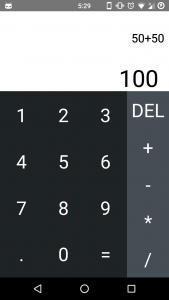 5:29
50+50
100
1 2 3 DEL
4 5 6 +
7 8 9 -
. 0 = *
/